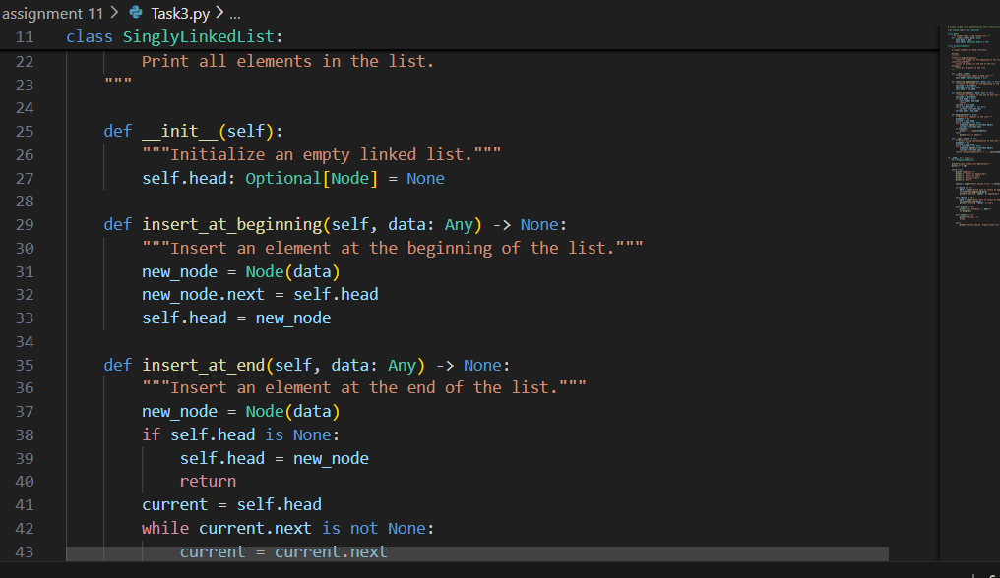 assignment 11 > Task3.py > ...
11 class SinglyLinkedList:
22 Print all elements in the list.
23 """
24
25 def __init__(self):
26 """Initialize an empty linked list."""
27 self.head: Optional[Node] = None
28
29 def insert_at_beginning(self, data: Any) -> None:
30 """Insert an element at the beginning of the list."""
31 new_node = Node(data)
32 new_node.next = self.head
33 self.head = new_node
34
35 def insert_at_end(self, data: Any) -> None:
36 """Insert an element at the end of the list."""
37 new_node = Node(data)
38 if self.head is None:
39 self.head = new_node
40 return
41 current = self.head
42 while current.next is not None:
43 current = current.next